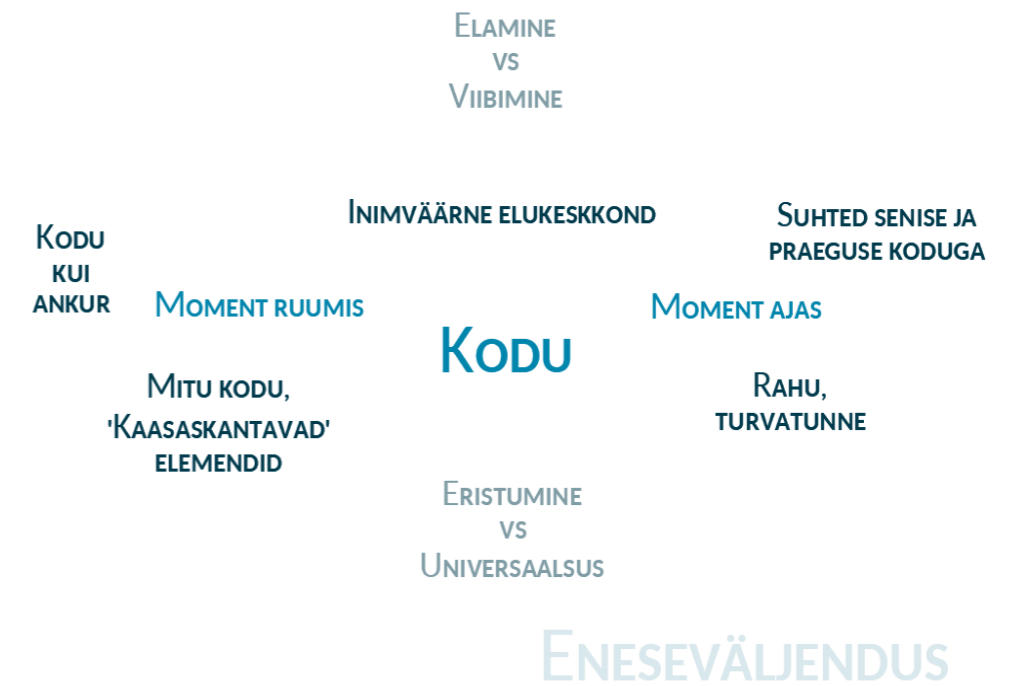 Elamine
vs
Viibimine
Inimväärne elukeskkond
Suhted senise ja
praeguse koduga
Kodu
kui
ankur
Moment ruumis
Moment ajas
Kodu
Mitu kodu,
'Kaasaskantavad'
elemendid
Rahu,
turvatunne
Eristumine
vs
Universaalsus
Eneseväljendus